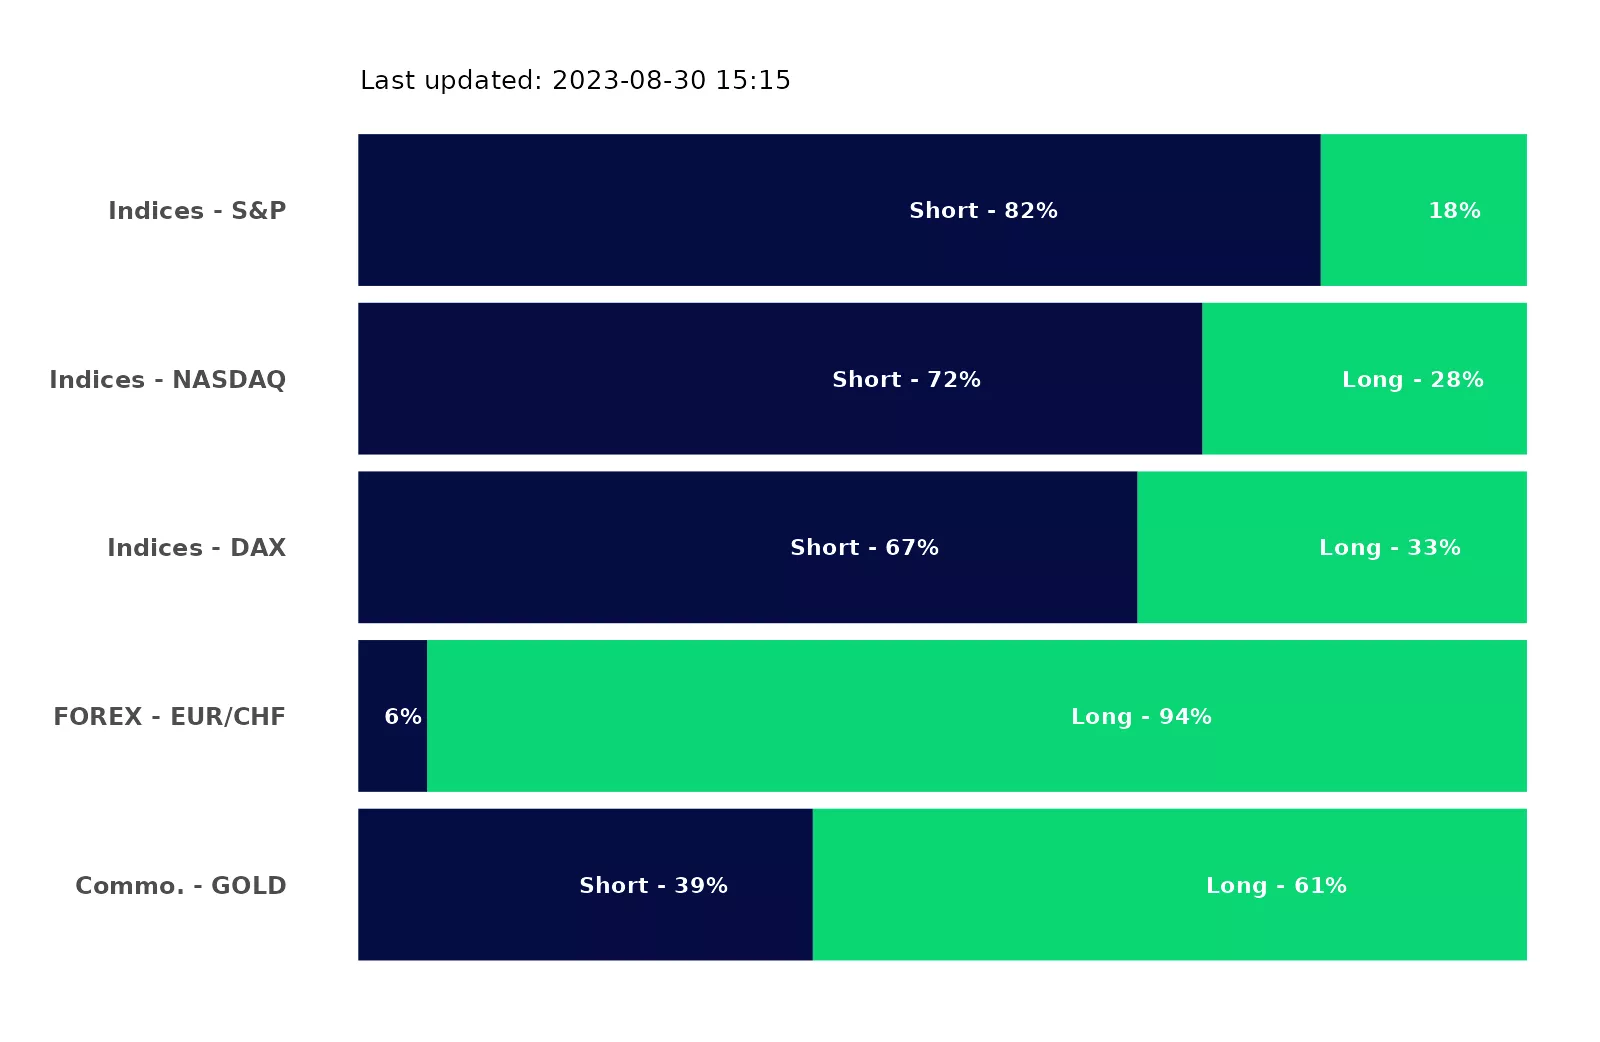 Last updated: 2023-08-30 15:15
Indices - S&P Short - 82% 18%
Indices - NASDAQ Short - 72% Long - 28%
Indices - DAX Short - 67% Long - 33%
FOREX - EUR/CHF 6% Long - 94%
Commo. - GOLD Short - 39% Long - 61%